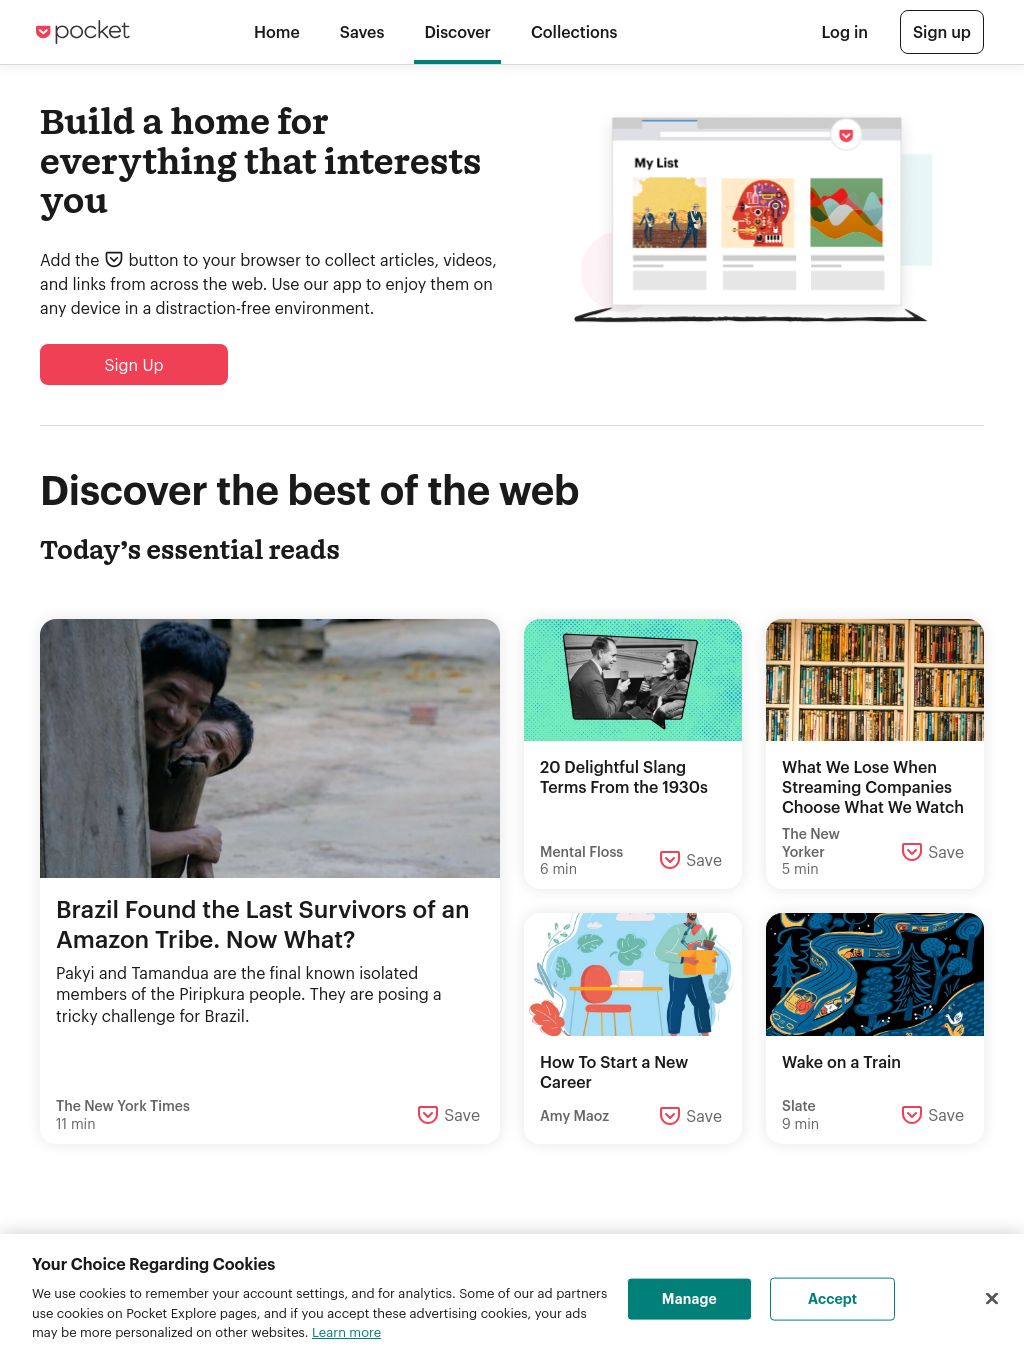 pocket
Home
Saves
Discover
Collections
Log in
Sign up
Build a home for
everything that interests
you
Add the button to your browser to collect articles, videos,
and links from across the web. Use our app to enjoy them on
any device in a distraction-free environment.
Sign Up
My List
Discover the best of the web
Today’s essential reads
Brazil Found the Last Survivors of an
Amazon Tribe. Now What?
Pakyi and Tamandua are the final known isolated
members of the Piripkura people. They are posing a
tricky challenge for Brazil.
The New York Times
11 min
Save
20 Delightful Slang
Terms From the 1930s
Mental Floss
6 min
Save
What We Lose When
Streaming Companies
Choose What We Watch
The New
Yorker
5 min
Save
How To Start a New
Career
Amy Maoz
Save
Wake on a Train
Slate
9 min
Save
Your Choice Regarding Cookies
We use cookies to remember your account settings, and for analytics. Some of our ad partners
use cookies on Pocket Explore pages, and if you accept these advertising cookies, your ads
may be more personalized on other websites. Learn more
Manage
Accept